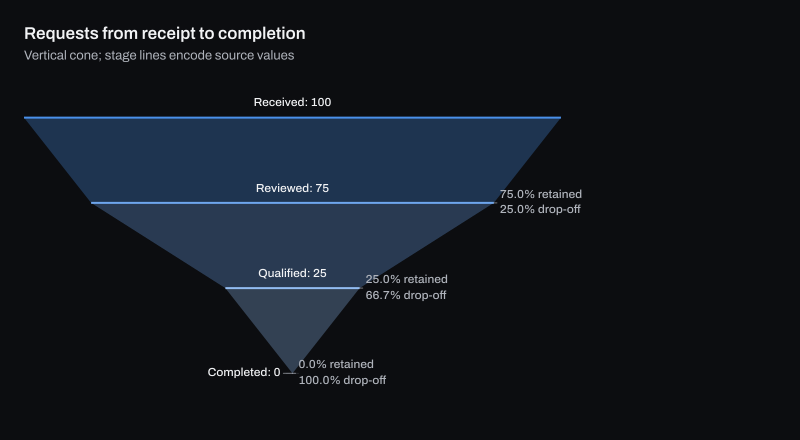 Requests from receipt to completion
Vertical cone; stage lines encode source values
Received: 100
Reviewed: 75
75.0% retained
25.0% drop-off
Qualified: 25
25.0% retained
66.7% drop-off
Completed: 0
0.0% retained
100.0% drop-off